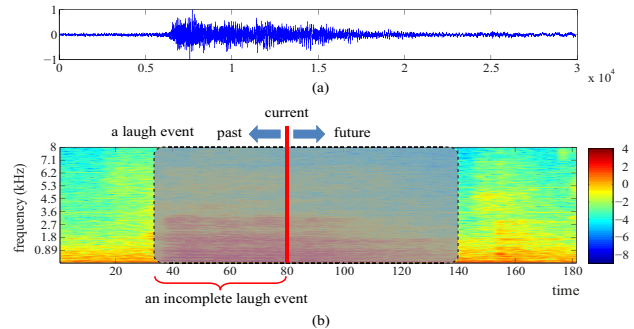 1
0
-1
0 0.5 1 1.5 2 2.5 3
x 10⁴
(a)
current
a laugh event past future
frequency (kHz)
8
7.1
6.2
5.3
4.5
3.6
2.7
1.8
0.89
20 40 60 80 100 120 140 160 180
time
4
2
0
-2
-4
-6
-8
an incomplete laugh event
(b)